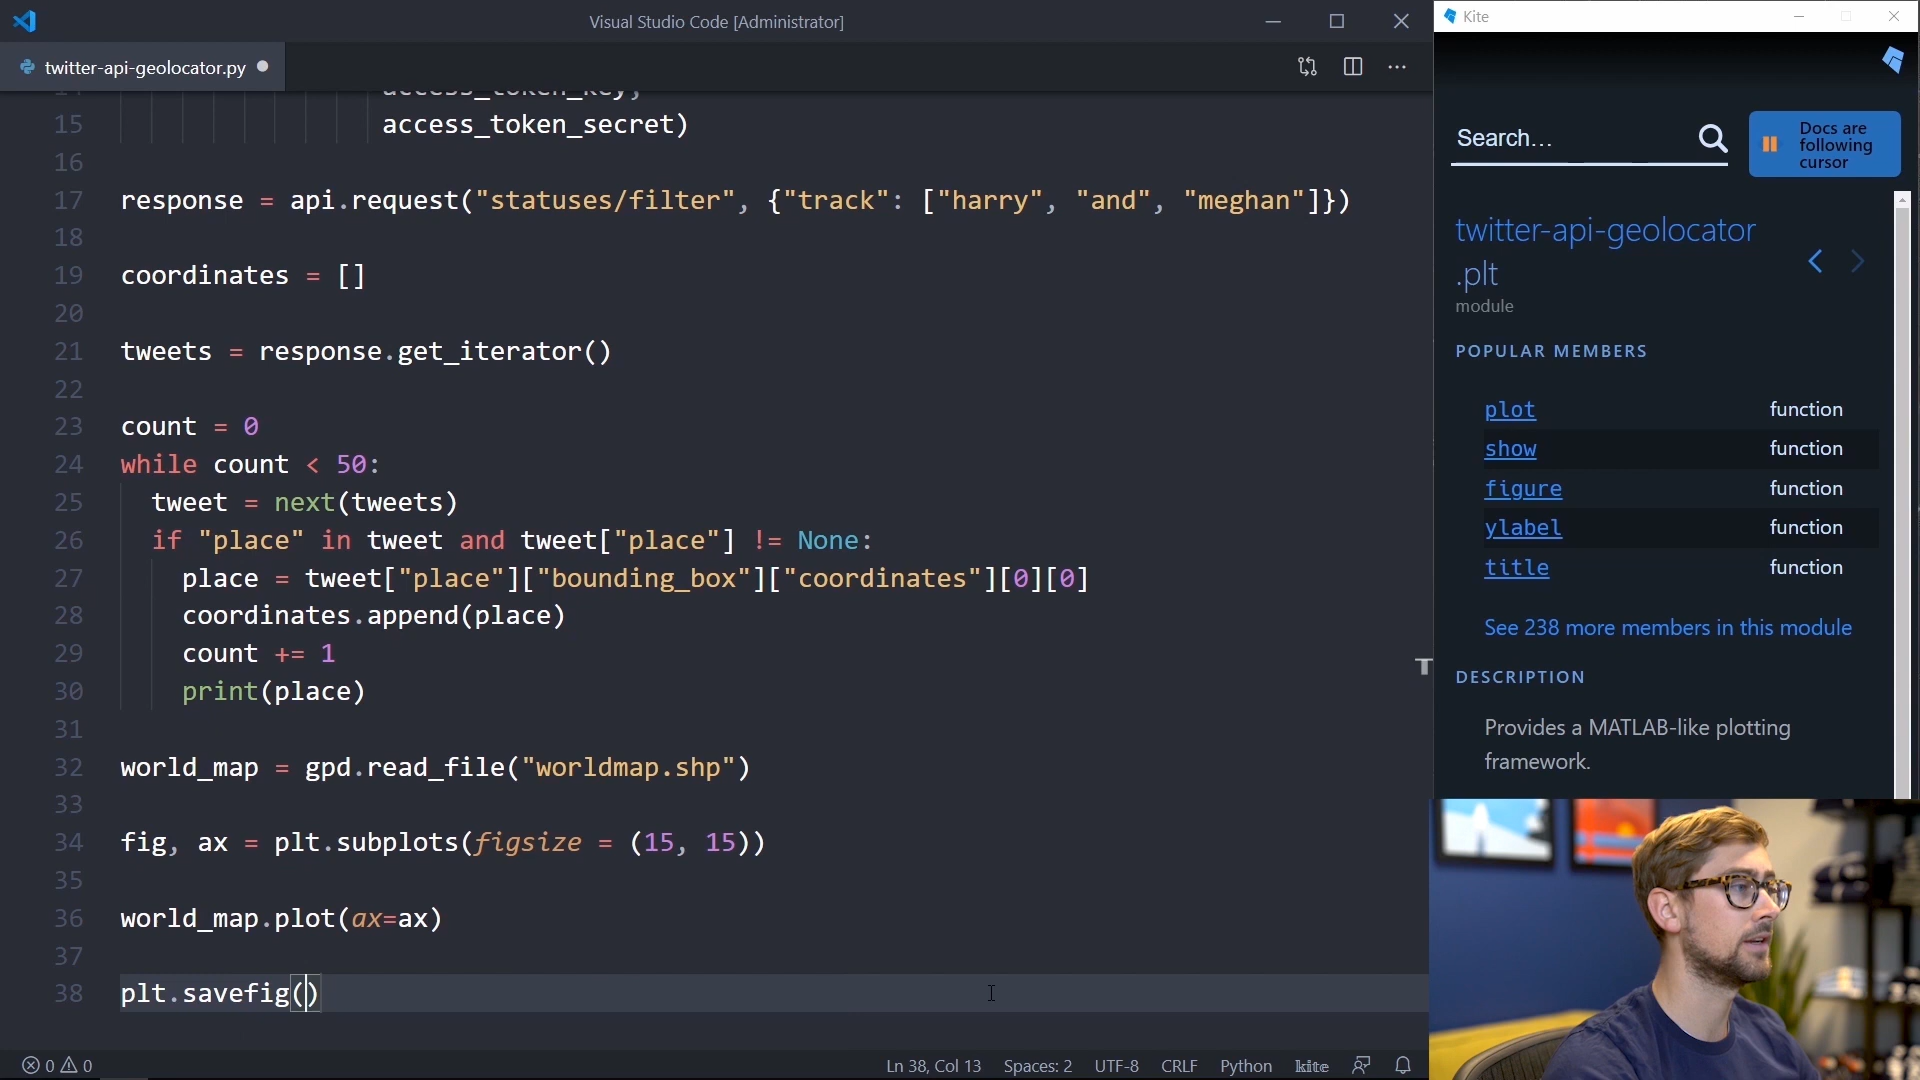 Visual Studio Code [Administrator]
twitter-api-geolocator.py
14 access_token_key,
15 access_token_secret)
16
17 response = api.request("statuses/filter", {"track": ["harry", "and", "meghan"]})
18
19 coordinates = []
20
21 tweets = response.get_iterator()
22
23 count = 0
24 while count < 50:
25 tweet = next(tweets)
26 if "place" in tweet and tweet["place"] != None:
27 place = tweet["place"]["bounding_box"]["coordinates"][0][0]
28 coordinates.append(place)
29 count += 1
30 print(place)
31
32 world_map = gpd.read_file("worldmap.shp")
33
34 fig, ax = plt.subplots(figsize = (15, 15))
35
36 world_map.plot(ax=ax)
37
38 plt.savefig()
0 0
Ln 38, Col 13 Spaces: 2 UTF-8 CRLF Python kite
Kite
Search...
Docs are
following
cursor
twitter-api-geolocator
.plt
module
POPULAR MEMBERS
plot function
show function
figure function
ylabel function
title function
See 238 more members in this module
DESCRIPTION
Provides a MATLAB-like plotting
framework.